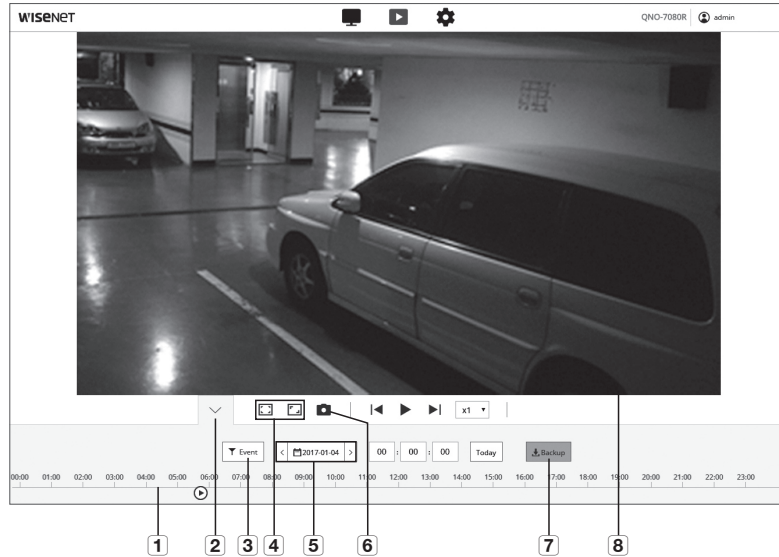 WISENET
QNO-7080R admin
x1
Event 2017-01-04 00 : 00 : 00 Today Backup
00:00 01:00 02:00 03:00 04:00 05:00 06:00 07:00 08:00 09:00 10:00 11:00 12:00 13:00 14:00 15:00 16:00 17:00 18:00 19:00 20:00 21:00 22:00 23:00
1 2 3 4 5 6 7 8